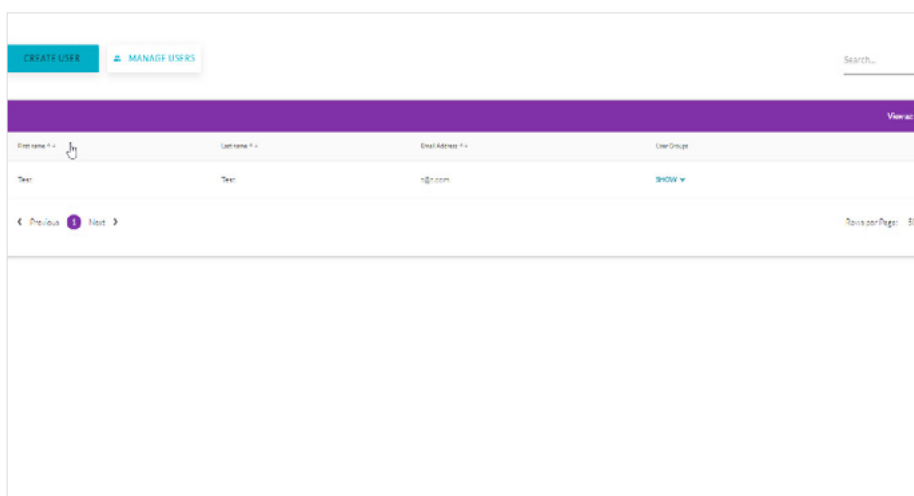 CREATE USER MANAGE USERS
Search...
View ac
First name Last name Email Address User Groups
Test Test SHOW
Previous 1 Next Rows per Page: